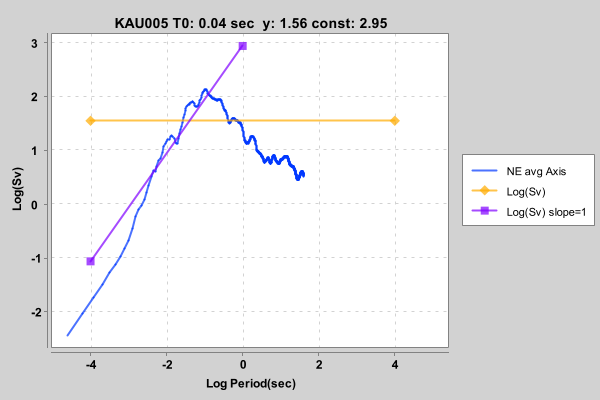 KAU005 T0: 0.04 sec  y: 1.56 const: 2.95
3
2
1
0
-1
-2
Log(Sv)
-4
-2
0
2
4
Log Period(sec)
NE avg Axis
Log(Sv)
Log(Sv) slope=1